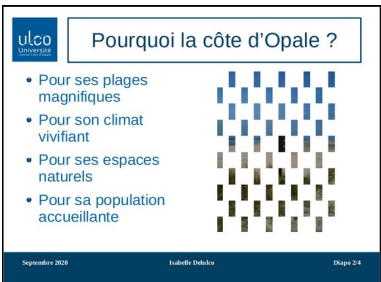 ulco
Université
Pourquoi la côte d'Opale ?
Pour ses plages
magnifiques
Pour son climat
vivifiant
Pour ses espaces
naturels
Pour sa population
accueillante
Septembre 2020
Isabelle Delulco
Diapo 2/4